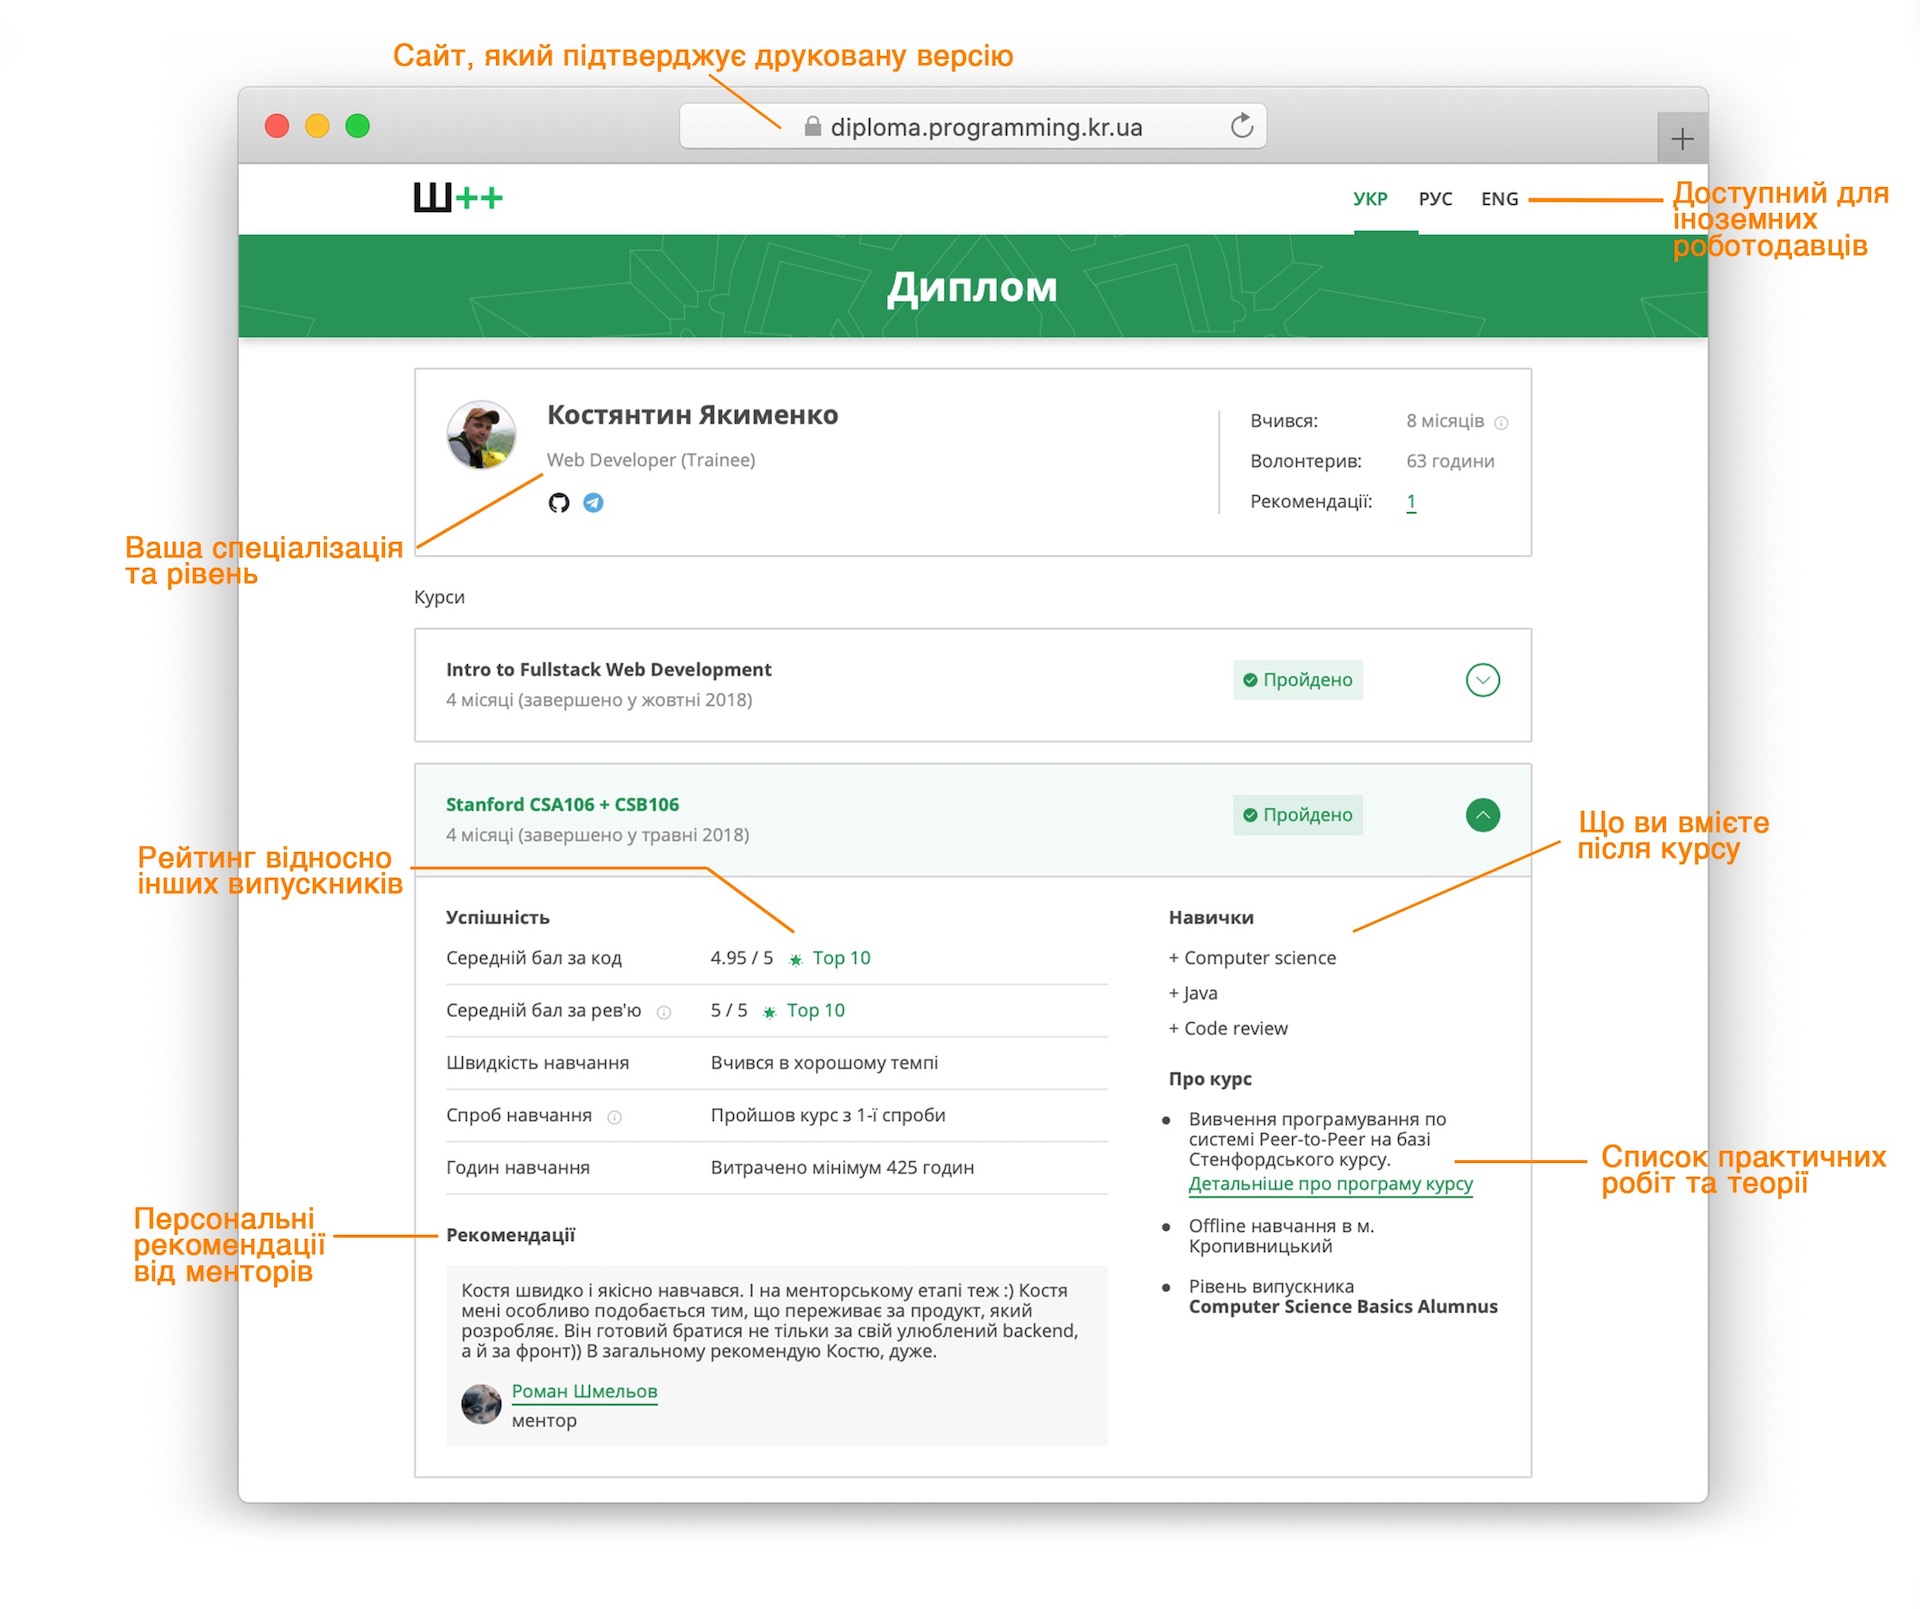 Сайт, який підтверджує друковану версію
diploma.programming.kr.ua
Ш++
УКР РУС ENG
Доступний для
іноземних
роботодавців
Диплом
Костянтин Якименко
Web Developer (Trainee)
Вчився: 8 місяців
Волонтерив: 63 години
Рекомендації: 1
Ваша спеціалізація
та рівень
Курси
Intro to Fullstack Web Development
4 місяці (завершено у жовтні 2018)
Пройдено
Stanford CSA106 + CSB106
4 місяці (завершено у травні 2018)
Пройдено
Що ви вмієте
після курсу
Рейтинг відносно
інших випускників
Успішність
Середній бал за код 4.95 / 5 Top 10
Середній бал за рев'ю 5 / 5 Top 10
Швидкість навчання Вчився в хорошому темпі
Спроб навчання Пройшов курс з 1-ї спроби
Годин навчання Витрачено мінімум 425 годин
Навички
+ Computer science
+ Java
+ Code review
Про курс
Вивчення програмування по
системі Peer-to-Peer на базі
Стенфордського курсу.
Детальніше про програму курсу
Offline навчання в м.
Кропивницький
Рівень випускника
Computer Science Basics Alumnus
Список практичних
робіт та теорії
Персональні
рекомендації
від менторів
Рекомендації
Костя швидко і якісно навчався. І на менторському етапі теж :) Костя
мені особливо подобається тим, що переживає за продукт, який
розробляє. Він готовий братися не тільки за свій улюблений backend,
а й за фронт)) В загальному рекомендую Костю, дуже.
Роман Шмельов
ментор